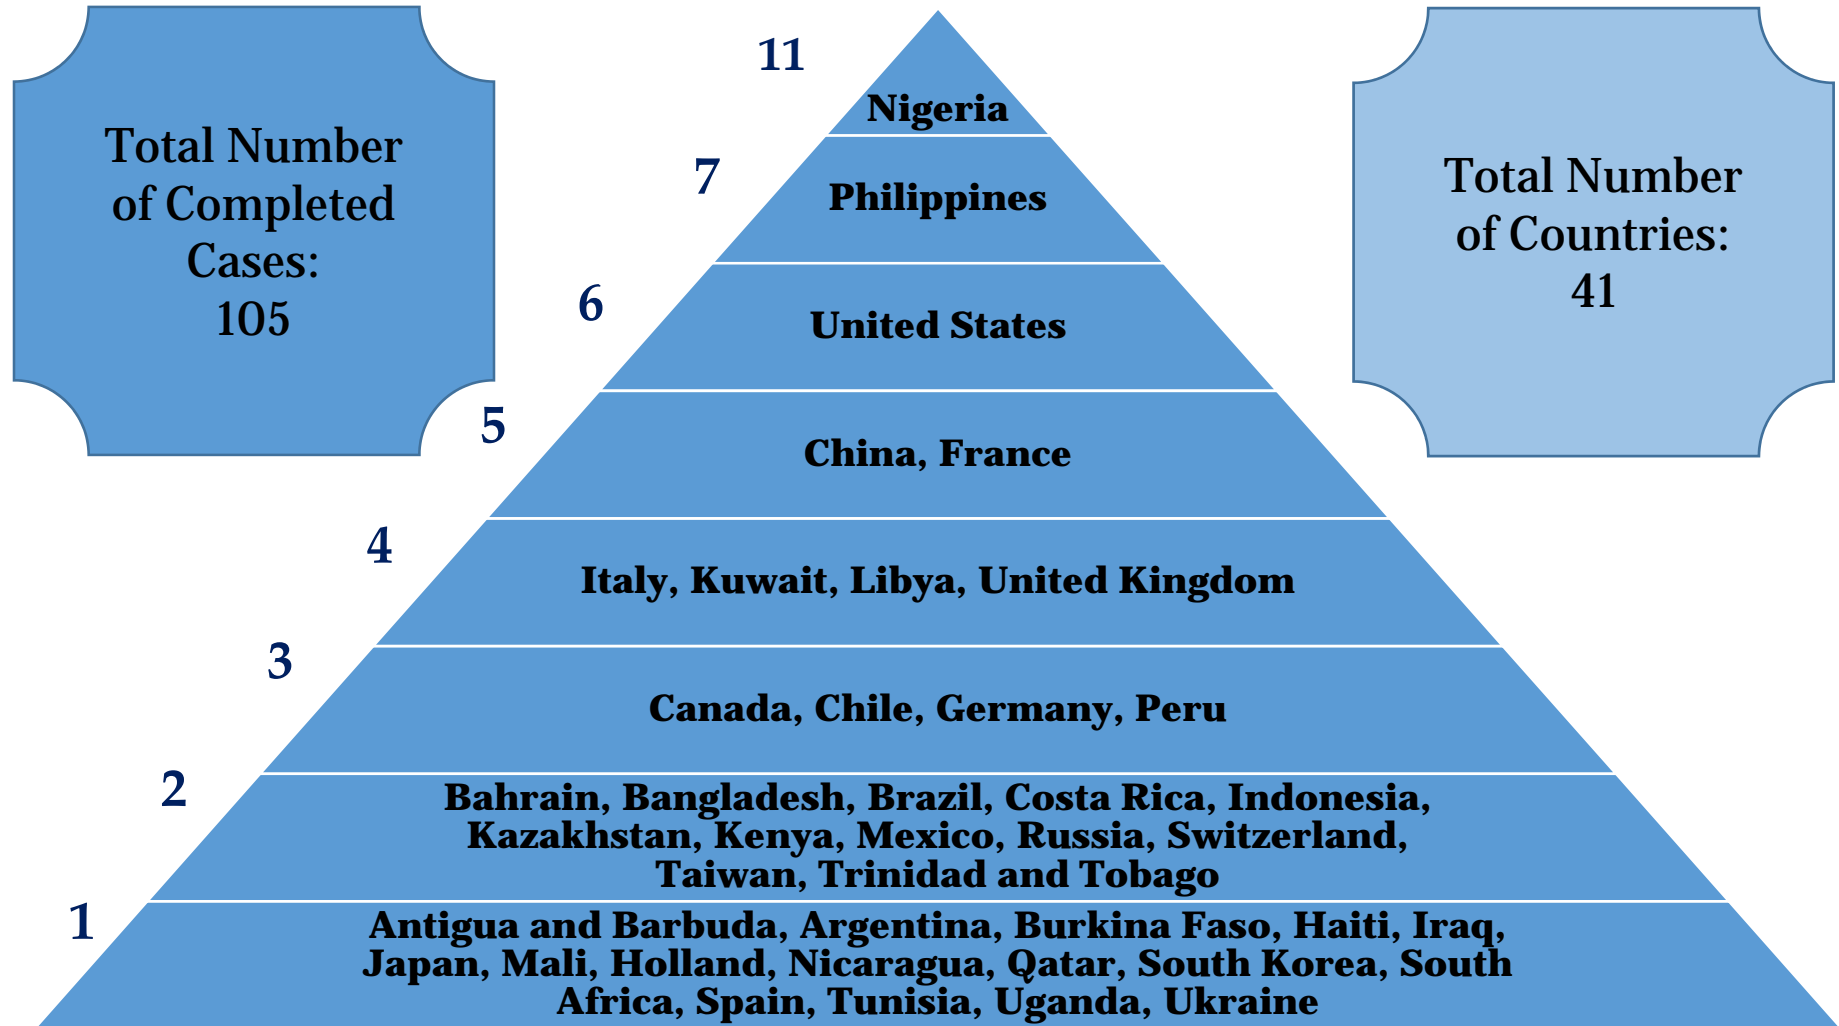 Total Number
of Completed
Cases:
105
Total Number
of Countries:
41
11
Nigeria
7
Philippines
6
United States
5
China, France
4
Italy, Kuwait, Libya, United Kingdom
3
Canada, Chile, Germany, Peru
2
Bahrain, Bangladesh, Brazil, Costa Rica, Indonesia,
Kazakhstan, Kenya, Mexico, Russia, Switzerland,
Taiwan, Trinidad and Tobago
1
Antigua and Barbuda, Argentina, Burkina Faso, Haiti, Iraq,
Japan, Mali, Holland, Nicaragua, Qatar, South Korea, South
Africa, Spain, Tunisia, Uganda, Ukraine